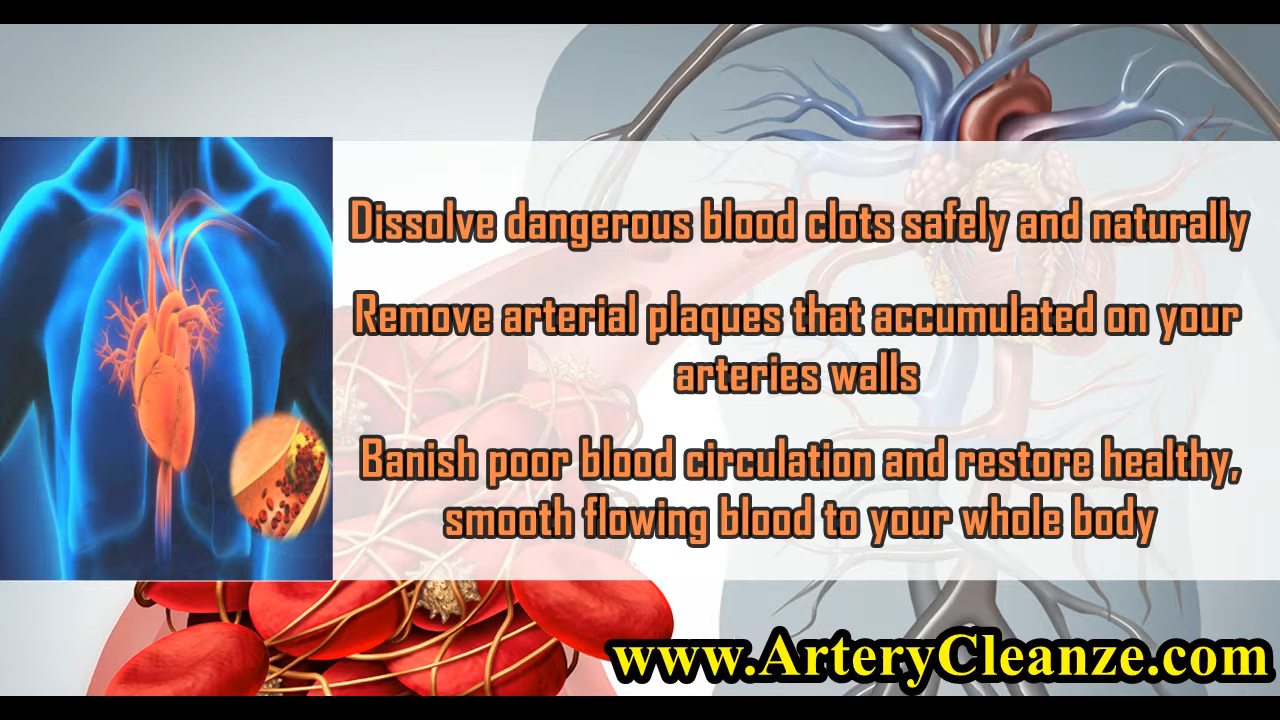 Dissolve dangerous blood clots safely and naturally
Remove arterial plaques that accumulated on your
arteries walls
Banish poor blood circulation and restore healthy,
smooth flowing blood to your whole body
www.ArteryCleanze.com